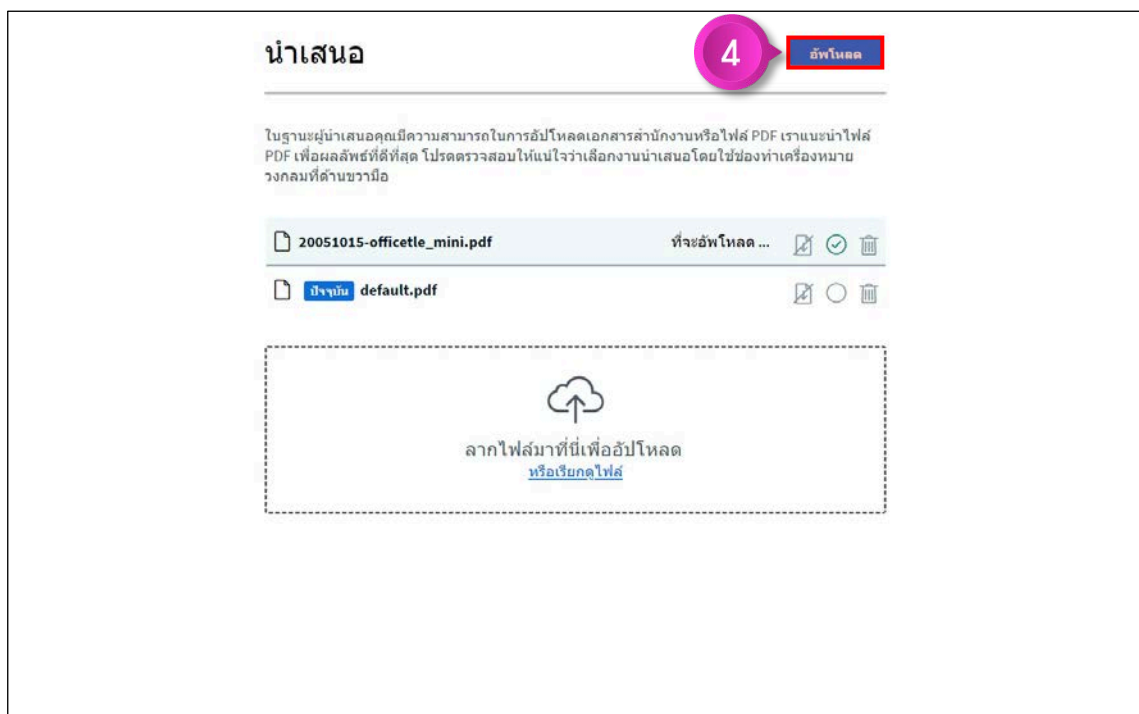 นำเสนอ
4
อัพโหลด
ในฐานะผู้นำเสนอคุณมีความสามารถในการอัปโหลดเอกสารสำนักงานหรือไฟล์ PDF เราแนะนำไฟล์
PDF เพื่อผลลัพธ์ที่ดีที่สุด โปรดตรวจสอบให้แน่ใจว่าเลือกงานนำเสนอโดยใช้ช่องทำเครื่องหมาย
วงกลมที่ด้านขวามือ
20051015-officetle_mini.pdf ที่จะอัพโหลด ...
ปัจจุบัน default.pdf
ลากไฟล์มาที่นี่เพื่ออัปโหลด
หรือเรียกดูไฟล์